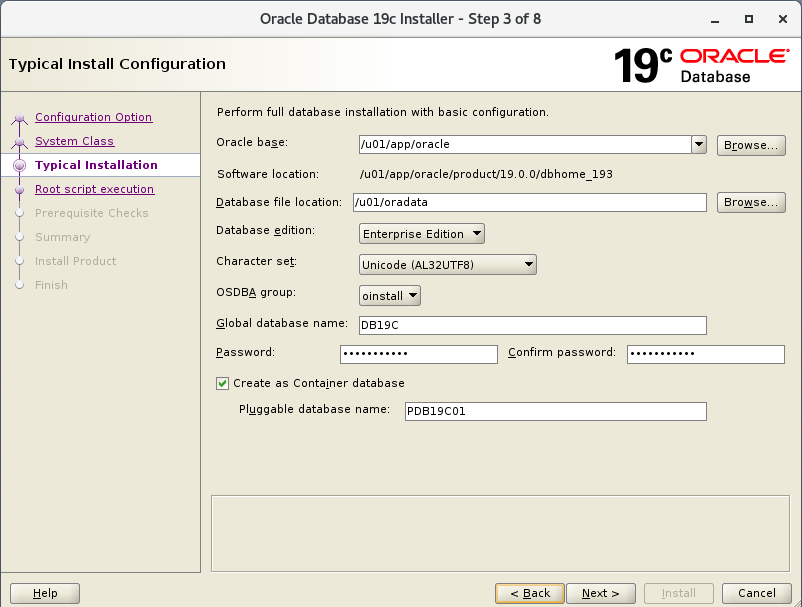 Oracle Database 19c Installer - Step 3 of 8
Typical Install Configuration
19c ORACLE
Database
Configuration Option
System Class
Typical Installation
Root script execution
Prerequisite Checks
Summary
Install Product
Finish
Perform full database installation with basic configuration.
Oracle base: /u01/app/oracle Browse...
Software location: /u01/app/oracle/product/19.0.0/dbhome_193
Database file location: /u01/oradata Browse...
Database edition: Enterprise Edition
Character set: Unicode (AL32UTF8)
OSDBA group: oinstall
Global database name: DB19C
Password: ••••••••••• Confirm password: •••••••••••
Create as Container database
Pluggable database name: PDB19C01
Help < Back Next > Install Cancel